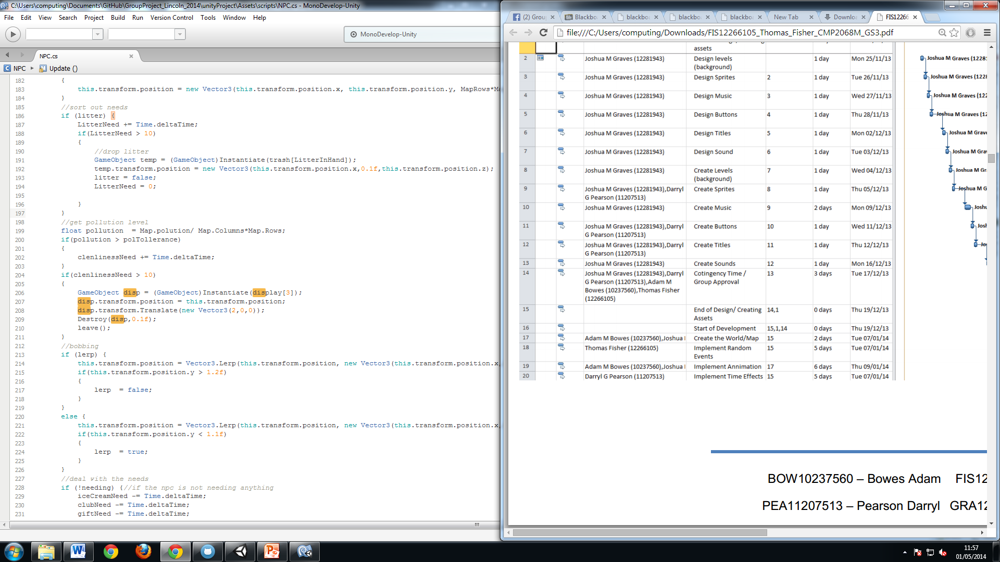 C:\Users\computing\Documents\GitHub\GroupProject_Lincoln_2014\unityProject\Assets\scripts\NPC.cs - MonoDevelop-Unity
File Edit View Search Project Build Run Version Control Tools Window Help
MonoDevelop-Unity
NPC.cs
NPC Update ()
182 {
183 this.transform.position = new Vector3(this.transform.position.x, this.transform.position.y, MapRows*Ma
184 }
185 //sort out needs
186 if (litter) {
187 LitterNeed += Time.deltaTime;
188 if(LitterNeed > 10)
189 {
190 //drop litter
191 GameObject temp = (GameObject)Instantiate(trash[LitterInHand]);
192 temp.transform.position = new Vector3(this.transform.position.x,0.1f,this.transform.position.z);
193 litter = false;
194 LitterNeed = 0;
195
196 }
197 }
198 //get pollution level
199 float pollution  = Map.polution/ Map.Columns*Map.Rows;
200 if(pollution > polTollerance)
201 {
202 clenlinessNeed += Time.deltaTime;
203 }
204 if(clenlinessNeed > 10)
205 {
206 GameObject disp = (GameObject)Instantiate(display[3]);
207 disp.transform.position = this.transform.position;
208 disp.transform.Translate(new Vector3(2,0,0));
209 Destroy(disp,0.1f);
210 leave();
211 }
212 //bobbing
213 if (lerp) {
214 this.transform.position = Vector3.Lerp(this.transform.position, new Vector3(this.transform.position.x
215 if(this.transform.position.y > 1.2f)
216 {
217 lerp  = false;
218 }
219 }
220 else {
221 this.transform.position = Vector3.Lerp(this.transform.position, new Vector3(this.transform.position.x
222 if(this.transform.position.y < 1.1f)
223 {
224 lerp  = true;
225 }
226 }
227 //deal with the needs
228 if (!needing) {//if the npc is not needing anything
229 iceCreamNeed -= Time.deltaTime;
230 clubNeed -= Time.deltaTime;
231 giftNeed -= Time.deltaTime;
(2) Grou Blackbo blackbo blackbo blackbo New Tab Downloa FIS12266
file:///C:/Users/computing/Downloads/FIS12266105_Thomas_Fisher_CMP2068M_GS3.pdf
assets
2 Joshua M Graves (12281943) Design levels 1 day Mon 25/11/13 Joshua M Graves (1228
(background)
3 Joshua M Graves (12281943) Design Sprites 2 1 day Tue 26/11/13 Joshua M Graves (122
4 Joshua M Graves (12281943) Design Music 3 1 day Wed 27/11/13 Joshua M Graves (122
5 Joshua M Graves (12281943) Design Buttons 4 1 day Thu 28/11/13 Joshua M Graves (12
6 Joshua M Graves (12281943) Design Titles 5 1 day Mon 02/12/13 Joshua M Grave
7 Joshua M Graves (12281943) Design Sound 6 1 day Tue 03/12/13 Joshua M Gra
8 Joshua M Graves (12281943) Create Levels 7 1 day Wed 04/12/13 Joshua M Gr
(background)
9 Joshua M Graves (12281943),Darryl Create Sprites 8 1 day Thu 05/12/13 Joshua M G
G Pearson (11207513)
10 Joshua M Graves (12281943) Create Music 9 2 days Mon 09/12/13 Joshu
11 Joshua M Graves (12281943),Darryl Create Buttons 10 1 day Wed 11/12/13 Josh
G Pearson (11207513)
12 Joshua M Graves (12281943),Darryl Create Titles 11 1 day Thu 12/12/13 Jo
G Pearson (11207513)
13 Joshua M Graves (12281943) Create Sounds 12 1 day Mon 16/12/13
14 Joshua M Graves (12281943),Darryl Cotingency Time / 13 3 days Tue 17/12/13
G Pearson (11207513),Adam M Group Approval
Bowes (10237560),Thomas Fisher
(12266105)
15 End of Design/ Creating 14,1 0 days Thu 19/12/13
Assets
16 Start of Development 15,1,14 0 days Thu 19/12/13
17 Adam M Bowes (10237560),Joshua Create the World/Map 15 2 days Tue 07/01/14
18 Thomas Fisher (12266105) Implement Random 15 5 days Tue 07/01/14
Events
19 Adam M Bowes (10237560),Joshua Implement Annimation 17 6 days Thu 09/01/14
20 Darryl G Pearson (11207513) Implement Time Effects 15 5 days Tue 07/01/14
BOW10237560 – Bowes Adam FIS12
PEA11207513 – Pearson Darryl GRA12
11:57
01/05/2014